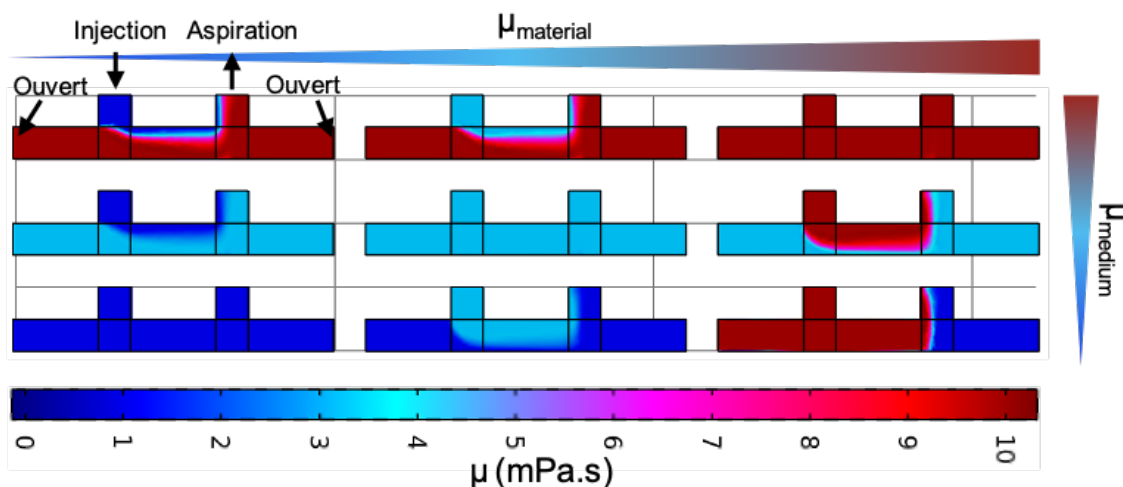 Injection
Aspiration
μmaterial
Ouvert
Ouvert
μmedium
0 1 2 3 4 5 6 7 8 9 10
μ (mPa.s)